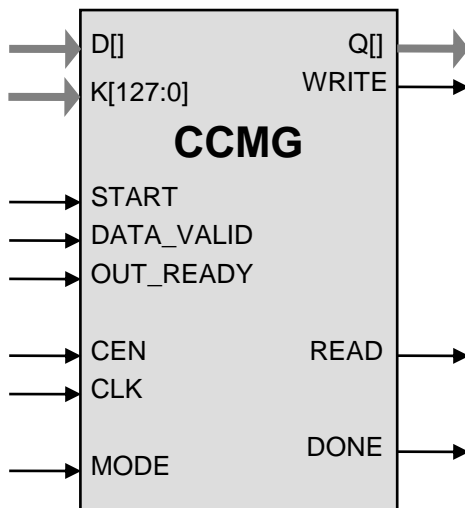 D[] Q[]
K[127:0] WRITE
CCMG
START
DATA_VALID
OUT_READY
CEN READ
CLK
MODE DONE